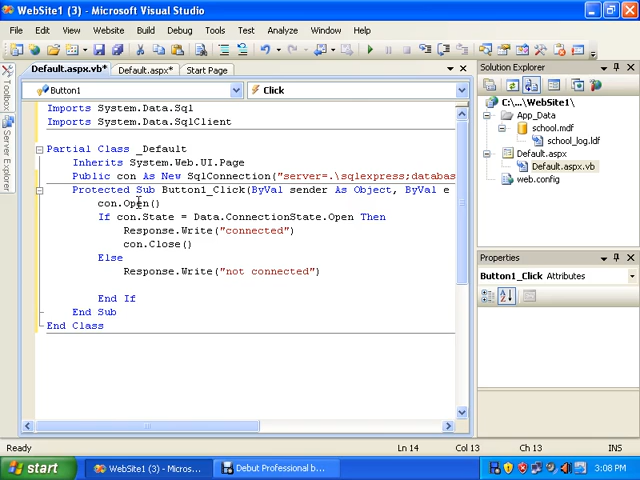 WebSite1 (3) - Microsoft Visual Studio
File Edit View Website Build Debug Tools Test Analyze Window Help
Default.aspx.vb* Default.aspx* Start Page
Button1 Click
Toolbox
Server Explorer
Imports System.Data.Sql
Imports System.Data.SqlClient
Partial Class _Default
Inherits System.Web.UI.Page
Public con As New SqlConnection("server=.\sqlexpress;databas
Protected Sub Button1_Click(ByVal sender As Object, ByVal e
con.Open()
If con.State = Data.ConnectionState.Open Then
Response.Write("connected")
con.Close()
Else
Response.Write("not connected")
End If
End Sub
End Class
Solution Explorer
C:\...\WebSite1\
App_Data
school.mdf
school_log.ldf
Default.aspx
Default.aspx.vb
web.config
Properties
Button1_Click Attributes
Ready Ln 14 Col 13 Ch 13 INS
start WebSite1 (3) - Micros... Debut Professional b... 3:08 PM